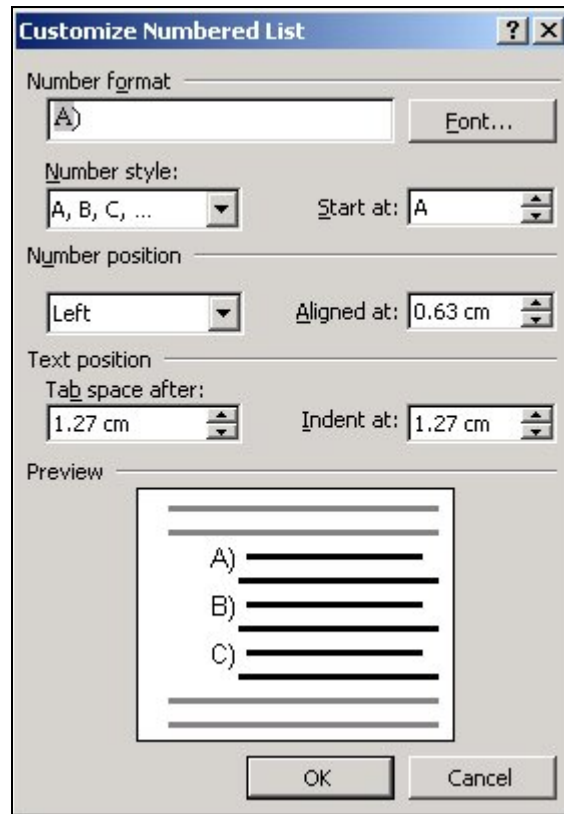 Customize Numbered List
Number format
A)
Font...
Number style:
A, B, C, ...
Start at: A
Number position
Left
Aligned at: 0.63 cm
Text position
Tab space after:
1.27 cm
Indent at: 1.27 cm
Preview
A)
B)
C)
OK Cancel